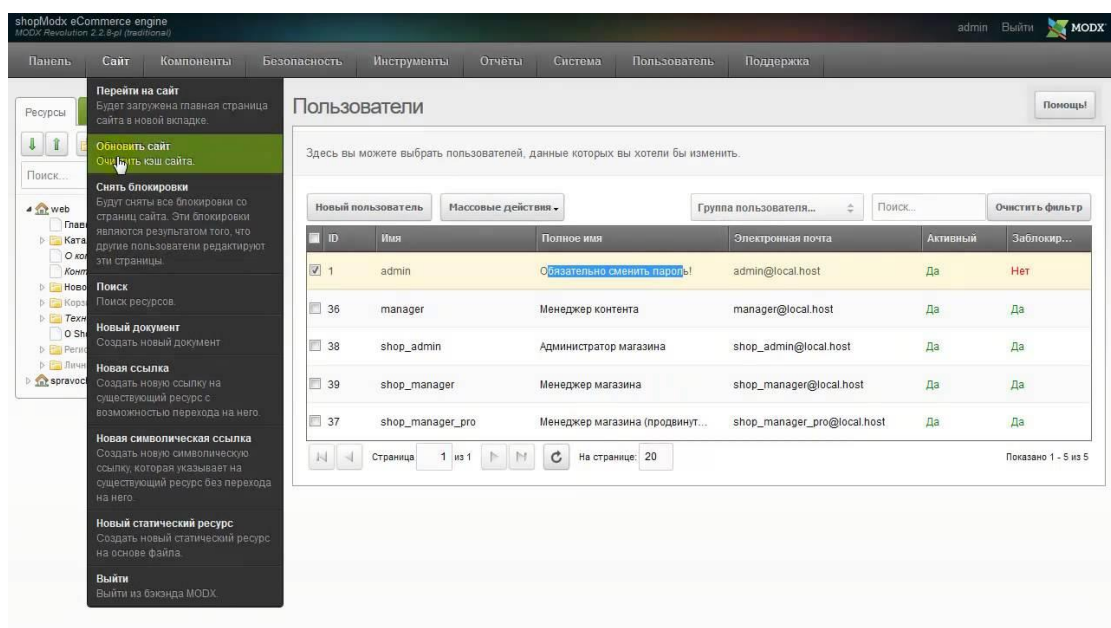 shopModx eCommerce engine
MODX Revolution 2.2.8-pl (traditional)
admin Выйти MODX
Панель Сайт Компоненты Безопасность Инструменты Отчёты Система Пользователь Поддержка
Ресурсы
Поиск...
web
Ката
Ново
Техн
O Sh
Перейти на сайт
Будет загружена главная страница
сайта в новой вкладке.
Обновить сайт
кэш сайта.
Снять блокировки
Будут сняты все блокировки со
страниц сайта. Эти блокировки
являются результатом того, что
другие пользователи редактируют
эти страницы.
Поиск
Поиск ресурсов.
Новый документ
Создать новый документ
Новая ссылка
Создать новую ссылку на
существующий ресурс с
возможностью перехода на него.
Новая символическая ссылка
Создать новую символическую
ссылку, которая указывает на
существующий ресурс без перехода
на него.
Новый статический ресурс
Создать новый статический ресурс
на основе файла.
Выйти
Выйти из бэкэнда MODX.
Пользователи
Помощь!
Здесь вы можете выбрать пользователей, данные которых вы хотели бы изменить.
Новый пользователь Массовые действия Группа пользователя... Поиск... Очистить фильтр
ID Имя Полное имя Электронная почта Активный Заблокир...
1 admin Обязательно сменить пароль! admin@local.host Да Нет
36 manager Менеджер контента manager@local.host Да Да
38 shop_admin Администратор магазина shop_admin@local.host Да Да
39 shop_manager Менеджер магазина shop_manager@local.host Да Да
37 shop_manager_pro Менеджер магазина (продвинут... shop_manager_pro@local.host Да Да
Страница 1 из 1 На странице: 20 Показано 1 - 5 из 5